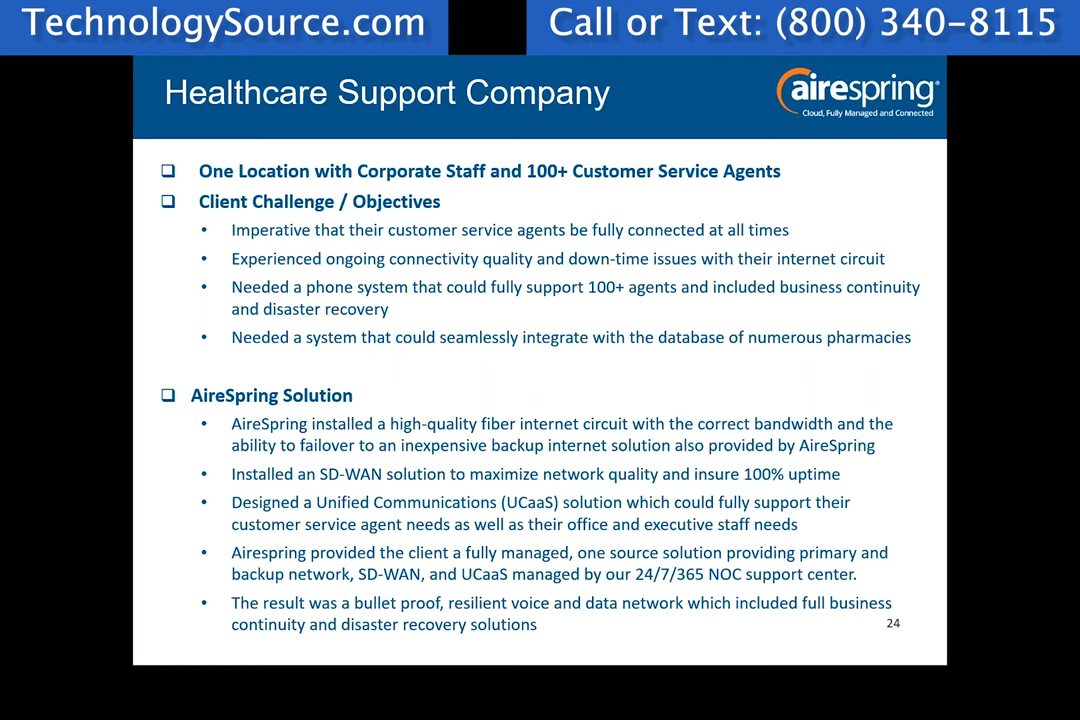 TechnologySource.com
Call or Text: (800) 340-8115
Healthcare Support Company
airespring
Cloud, Fully Managed and Connected
One Location with Corporate Staff and 100+ Customer Service Agents
Client Challenge / Objectives
• Imperative that their customer service agents be fully connected at all times
• Experienced ongoing connectivity quality and down-time issues with their internet circuit
• Needed a phone system that could fully support 100+ agents and included business continuity
and disaster recovery
• Needed a system that could seamlessly integrate with the database of numerous pharmacies
AireSpring Solution
• AireSpring installed a high-quality fiber internet circuit with the correct bandwidth and the
ability to failover to an inexpensive backup internet solution also provided by AireSpring
• Installed an SD-WAN solution to maximize network quality and insure 100% uptime
• Designed a Unified Communications (UCaaS) solution which could fully support their
customer service agent needs as well as their office and executive staff needs
• Airespring provided the client a fully managed, one source solution providing primary and
backup network, SD-WAN, and UCaaS managed by our 24/7/365 NOC support center.
• The result was a bullet proof, resilient voice and data network which included full business
continuity and disaster recovery solutions
24